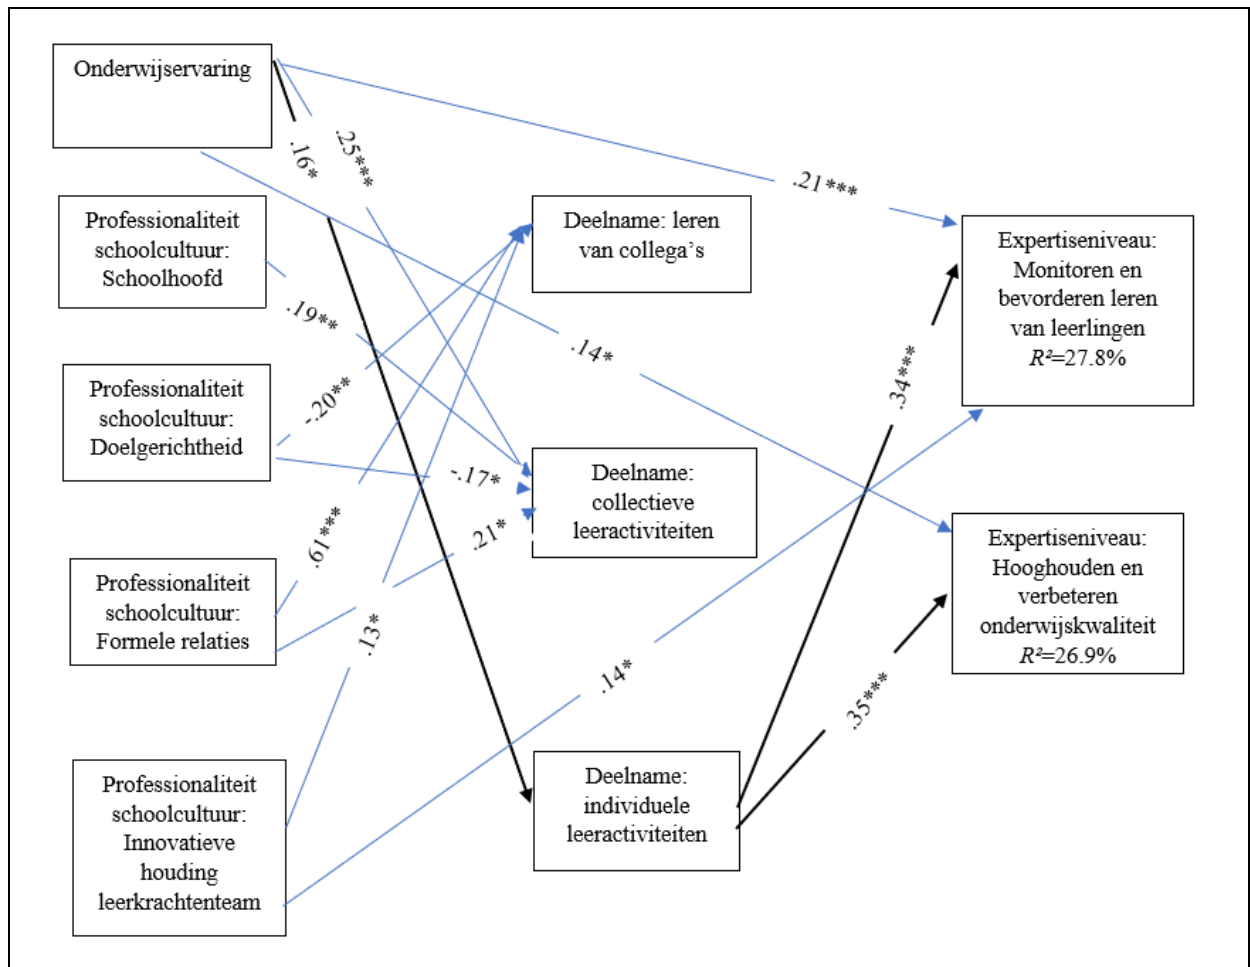 Onderwijservaring
.16*
.25***
.21***
Professionaliteit
schoolcultuur:
Schoolhoofd
.19**
Deelname: leren
van collega's
Expertiseniveau:
Monitoren en
bevorderen leren
van leerlingen
R²=27.8%
.14*
.34***
Professionaliteit
schoolcultuur:
Doelgerichtheid
-.20**
-.17*
Deelname:
collectieve
leeractiviteiten
.61***
.21*
Expertiseniveau:
Hooghouden en
verbeteren
onderwijskwaliteit
R²=26.9%
Professionaliteit
schoolcultuur:
Formele relaties
.13*
.14*
.35***
Professionaliteit
schoolcultuur:
Innovatieve
houding
leerkrachtenteam
Deelname:
individuele
leeractiviteiten